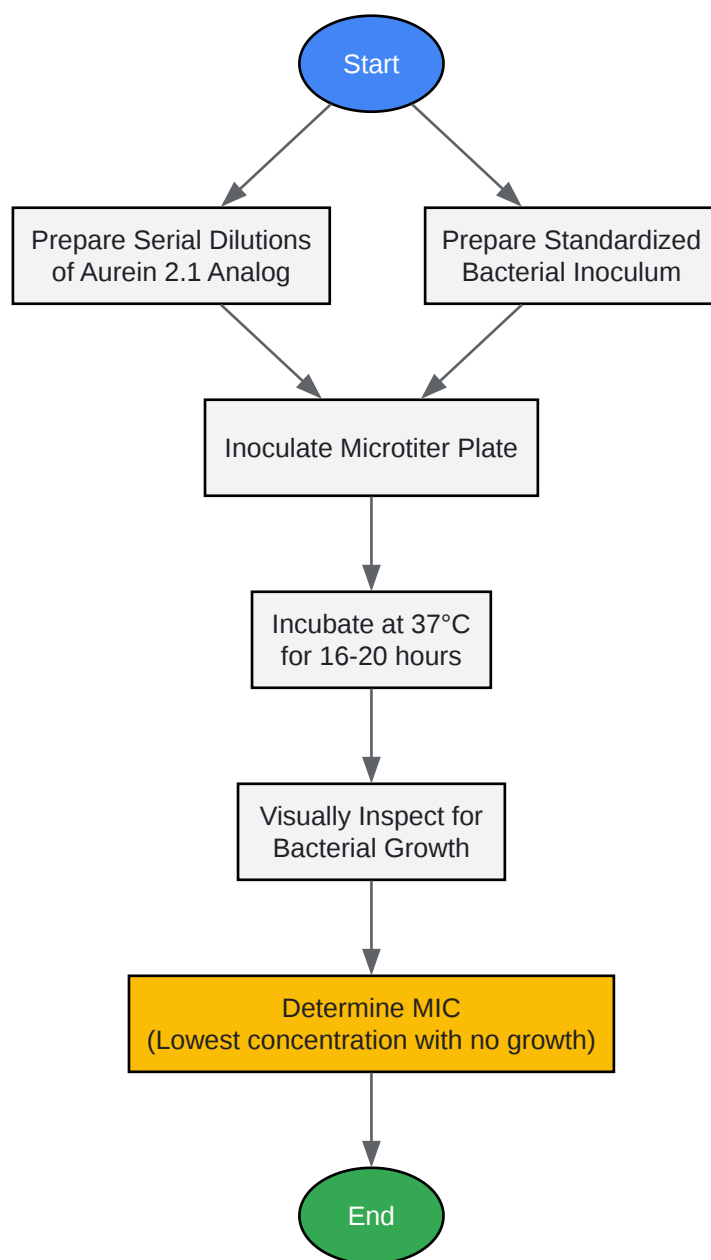 Start
Prepare Serial Dilutions
of Aurein 2.1 Analog
Prepare Standardized
Bacterial Inoculum
Inoculate Microtiter Plate
Incubate at 37°C
for 16-20 hours
Visually Inspect for
Bacterial Growth
Determine MIC
(Lowest concentration with no growth)
End